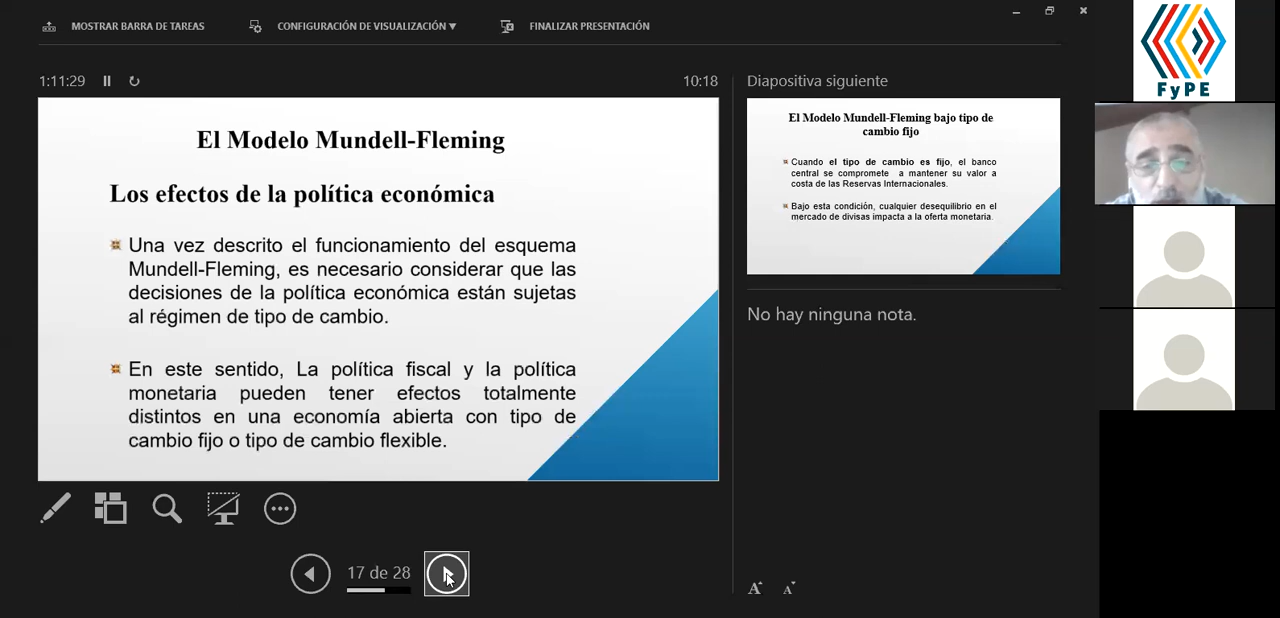 MOSTRAR BARRA DE TAREAS
CONFIGURACIÓN DE VISUALIZACIÓN ▼
FINALIZAR PRESENTACIÓN
1:11:29
10:18
El Modelo Mundell-Fleming
Los efectos de la política económica
Una vez descrito el funcionamiento del esquema
Mundell-Fleming, es necesario considerar que las
decisiones de la política económica están sujetas
al régimen de tipo de cambio.
En este sentido, La política fiscal y la política
monetaria pueden tener efectos totalmente
distintos en una economía abierta con tipo de
cambio fijo o tipo de cambio flexible.
17 de 28
Diapositiva siguiente
El Modelo Mundell-Fleming bajo tipo de
cambio fijo
Cuando el tipo de cambio es fijo, el banco
central se compromete a mantener su valor a
costa de las Reservas Internacionales.
Bajo esta condición, cualquier desequilibrio en el
mercado de divisas impacta a la oferta monetaria.
No hay ninguna nota.
A A
FyPE